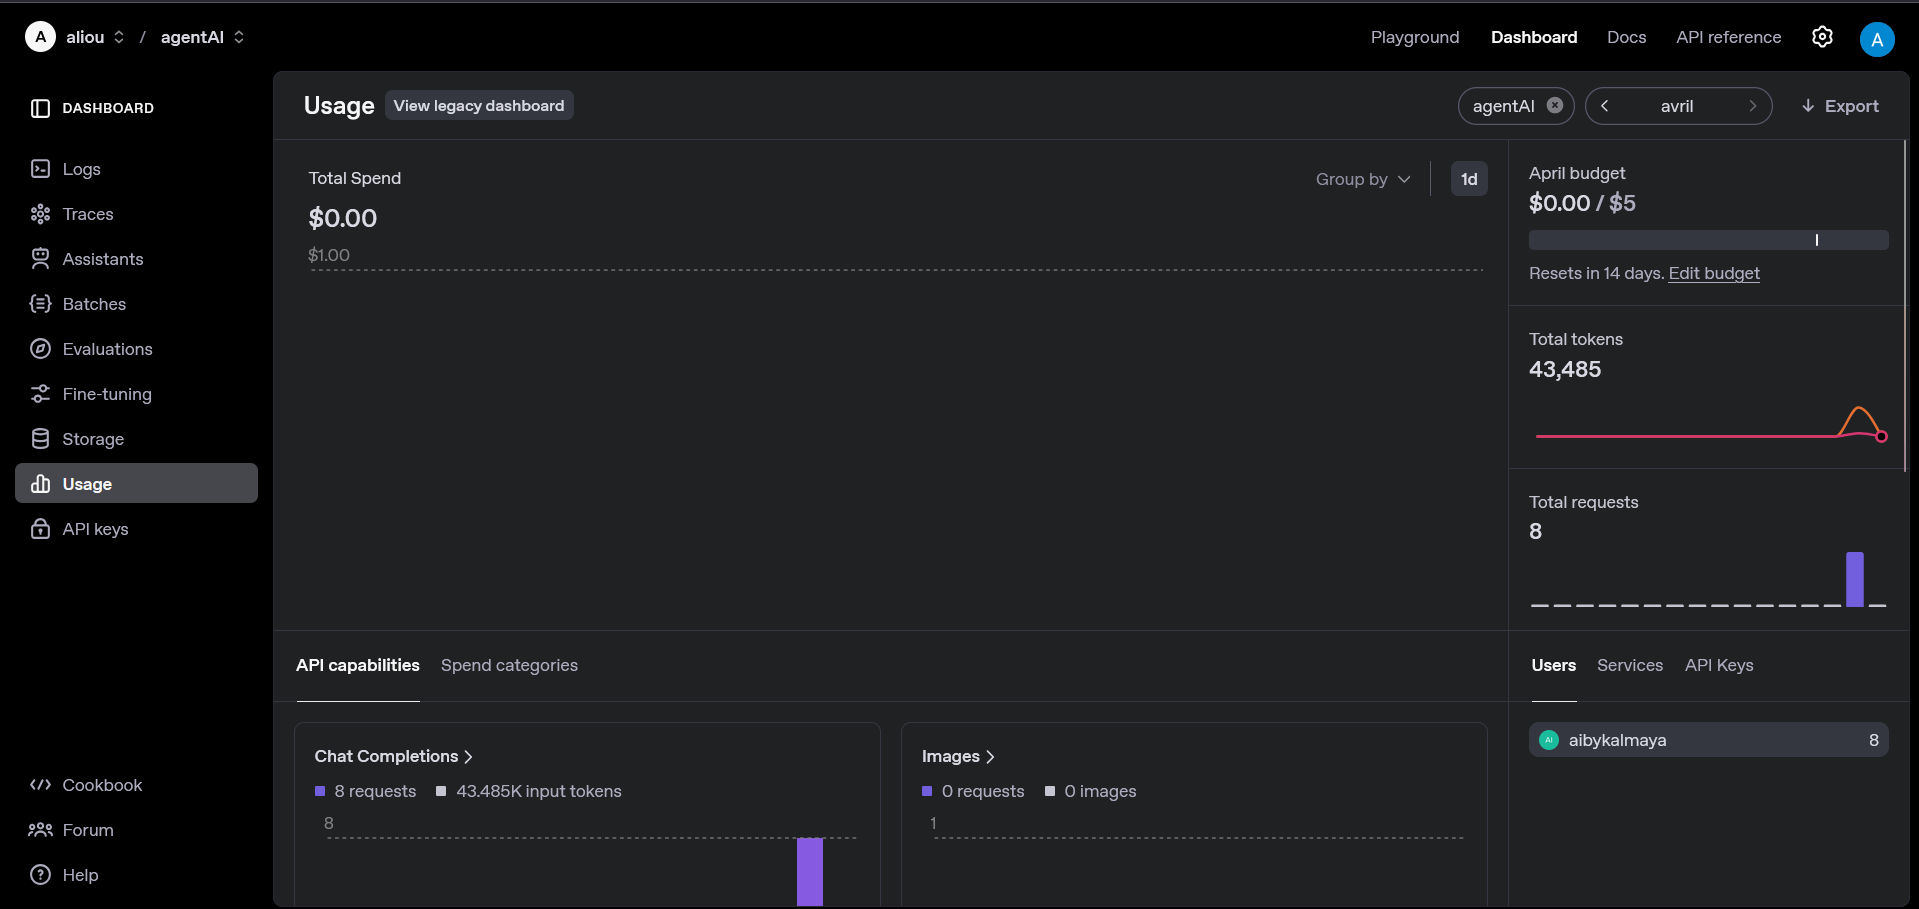 A aliou / agentAI
Playground Dashboard Docs API reference A
DASHBOARD
Logs
Traces
Assistants
Batches
Evaluations
Fine-tuning
Storage
Usage
API keys
Cookbook
Forum
Help
Usage View legacy dashboard
agentAI avril Export
Total Spend
$0.00
Group by 1d
$1.00
April budget
$0.00 / $5
Resets in 14 days. Edit budget
Total tokens
43,485
Total requests
8
API capabilities Spend categories
Chat Completions
8 requests 43.485K input tokens
8
Images
0 requests 0 images
1
Users Services API Keys
AI aibykalmaya 8